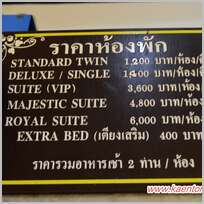 ราคาห้องพัก
STANDARD TWIN 1,200 บาท/ห้อง/
DELUXE / SINGLE 1,400 บาท/ห้อง/
SUITE (VIP) 3,600 บาท/ห้อง/
MAJESTIC SUITE 4,800 บาท/ห้อง/
ROYAL SUITE 6,000 บาท/ห้อง/
EXTRA BED (เตียงเสริม) 400 บาท
ราคารวมอาหารเช้า 2 ท่าน / ห้อง
www.kaentor